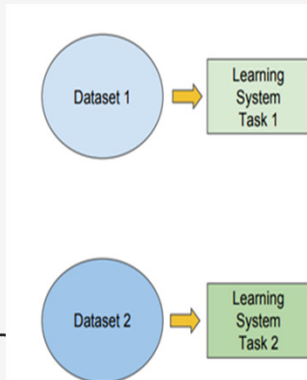 Dataset 1
Learning
System
Task 1
Dataset 2
Learning
System
Task 2